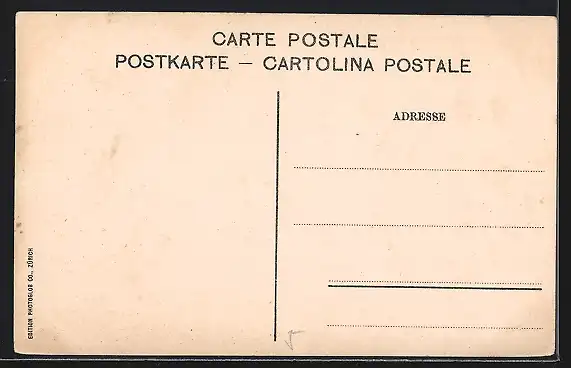 CARTE POSTALE
POSTKARTE — CARTOLINA POSTALE
ADRESSE
EDITION PHOTOGLOB CO., ZÜRICH